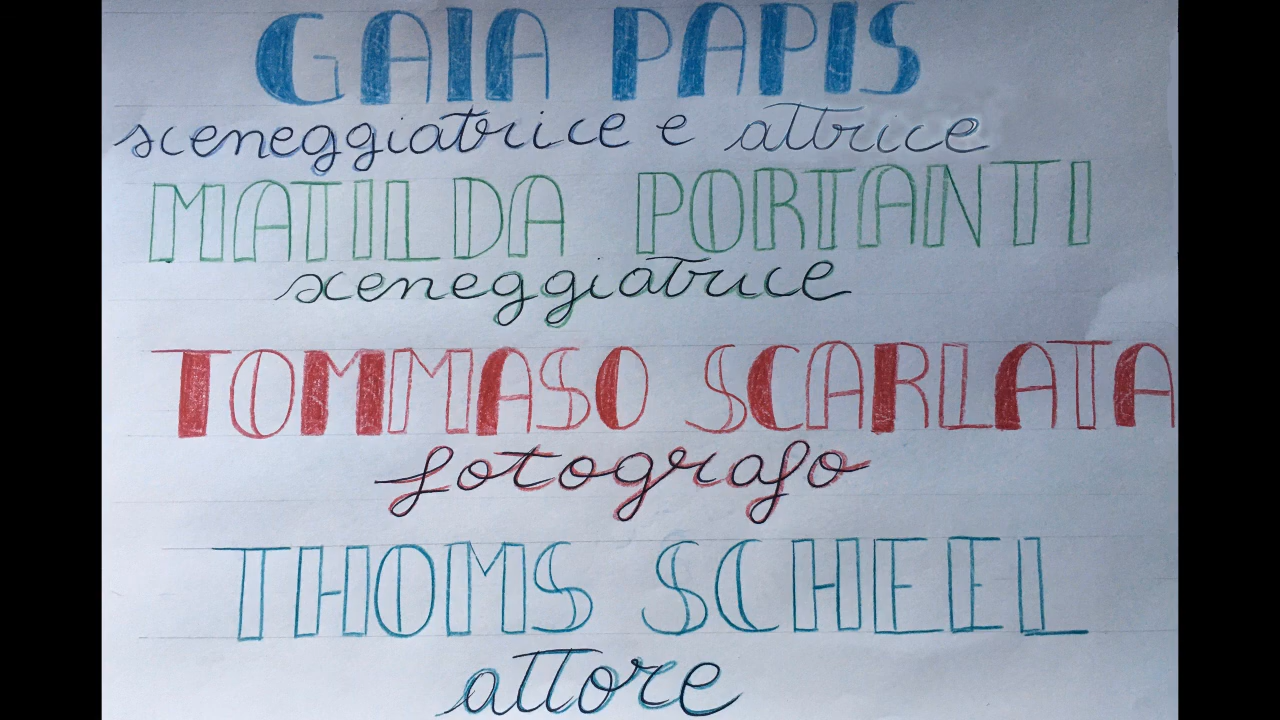 GAIA PAPIS
sceneggiatrice e attrice
MATILDA PORTANTI
sceneggiatrice
TOMMASO SCARLATA
fotografo
THOMS SCHEEL
attore